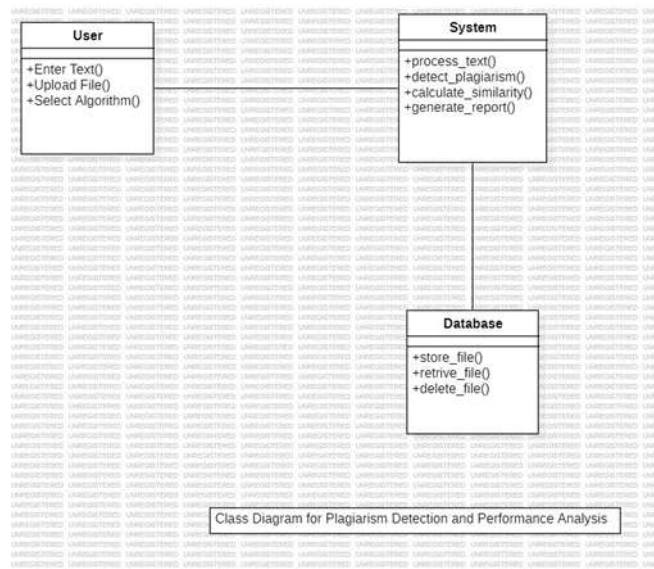 User
+Enter Text()
+Upload File()
+Select Algorithm()
System
+process_text()
+detect_plagiarism()
+calculate_similarity()
+generate_report()
Database
+store_file()
+retrive_file()
+delete_file()
Class Diagram for Plagiarism Detection and Performance Analysis